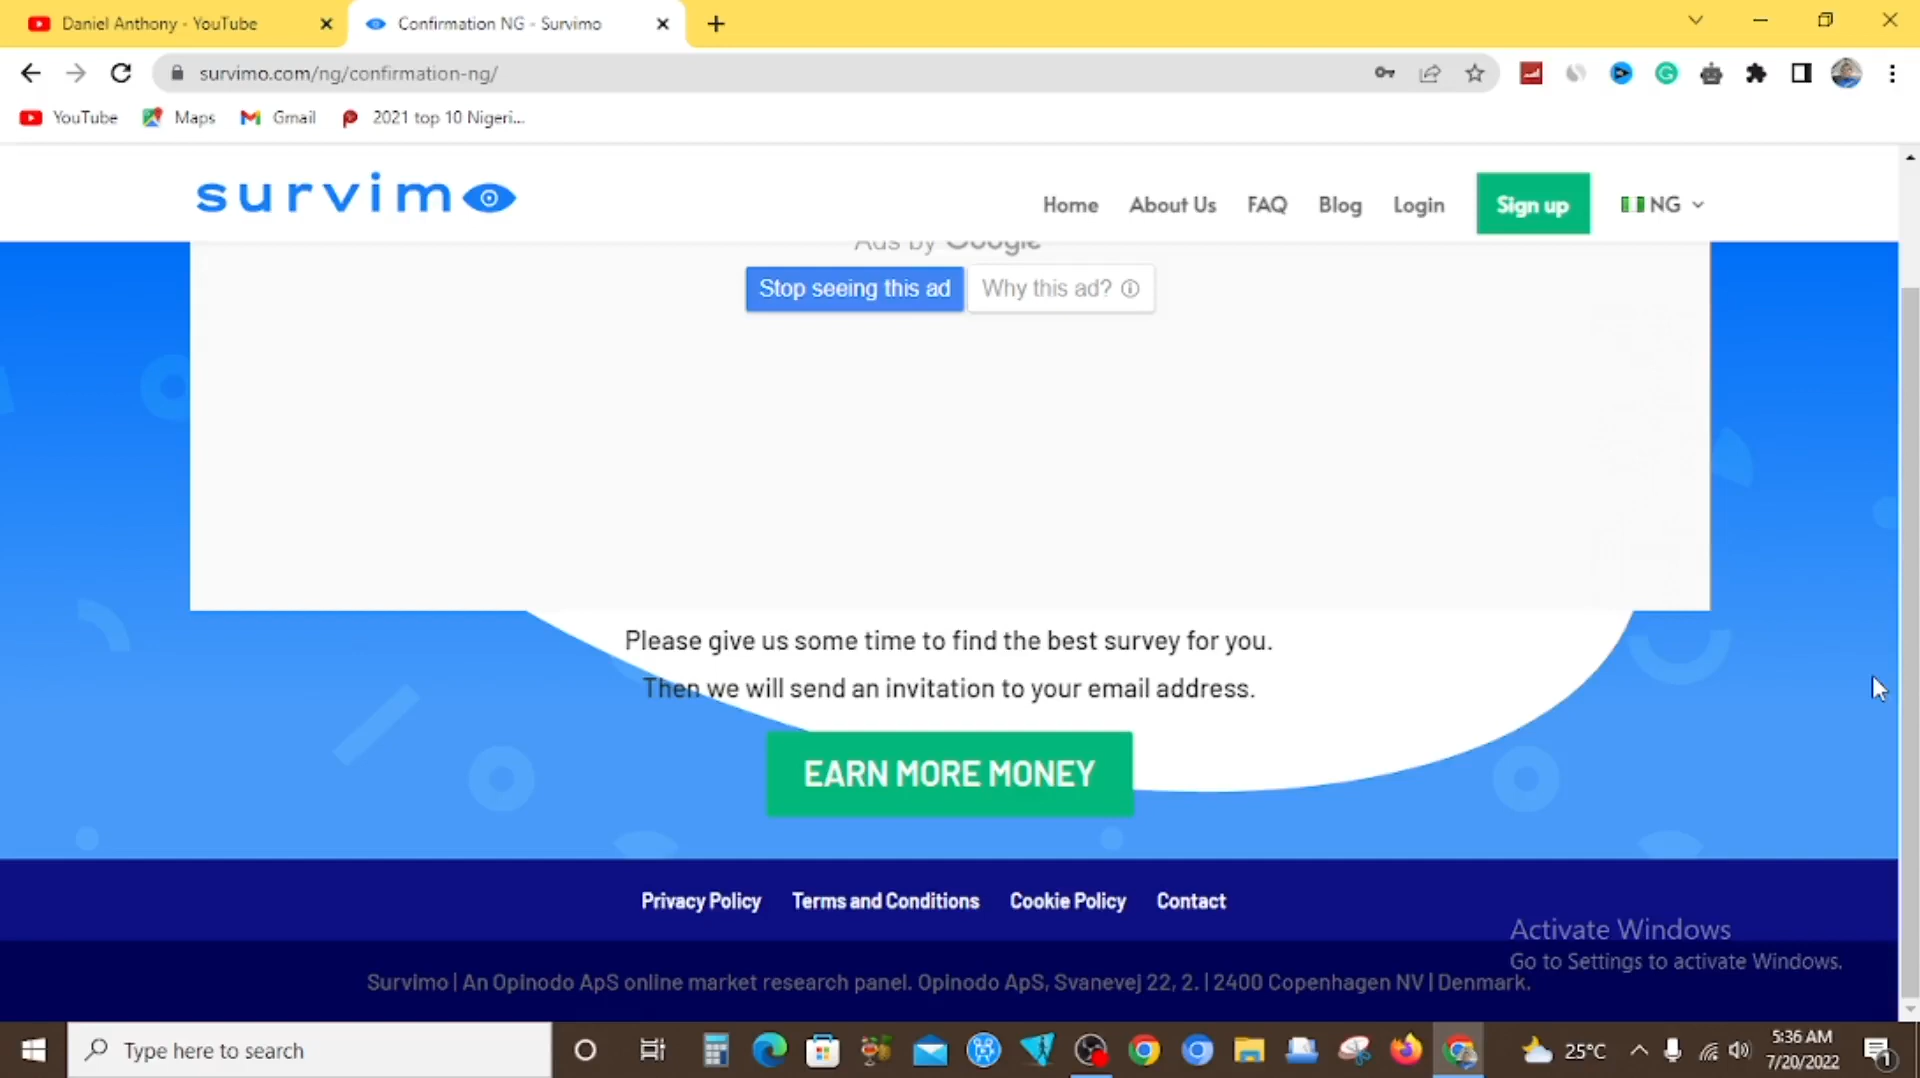 Daniel Anthony - YouTube
Confirmation NG - Survimo
survimo.com/ng/confirmation-ng/
YouTube
Maps
Gmail
2021 top 10 Nigeri...
survimo
Home
About Us
FAQ
Blog
Login
Sign up
NG
Ads by Google
Stop seeing this ad
Why this ad?
Please give us some time to find the best survey for you.
Then we will send an invitation to your email address.
EARN MORE MONEY
Privacy Policy
Terms and Conditions
Cookie Policy
Contact
Activate Windows
Go to Settings to activate Windows.
Survimo | An Opinodo ApS online market research panel. Opinodo ApS, Svanevej 22, 2. | 2400 Copenhagen NV | Denmark.
Type here to search
25°C
5:36 AM
7/20/2022
1